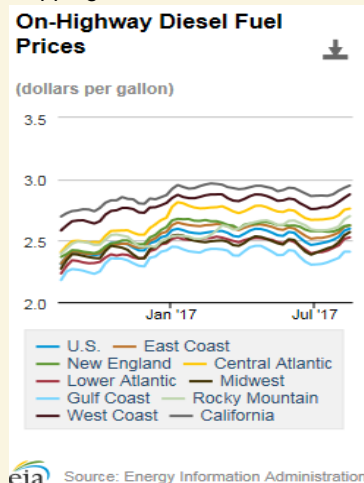 On-Highway Diesel Fuel
Prices
(dollars per gallon)
3.5
3.0
2.5
2.0
Jan '17 Jul '17
U.S. East Coast
New England Central Atlantic
Lower Atlantic Midwest
Gulf Coast Rocky Mountain
West Coast California
eia Source: Energy Information Administration